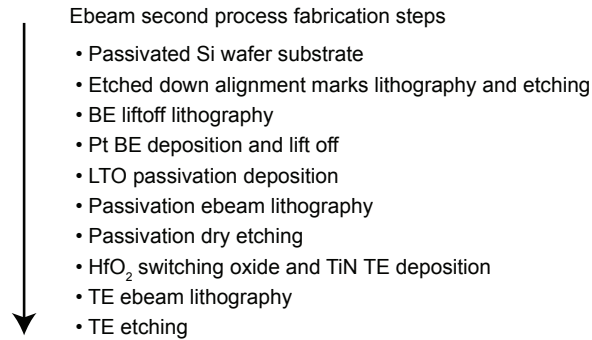 Ebeam second process fabrication steps
• Passivated Si wafer substrate
• Etched down alignment marks lithography and etching
• BE liftoff lithography
• Pt BE deposition and lift off
• LTO passivation deposition
• Passivation ebeam lithography
• Passivation dry etching
• HfO₂ switching oxide and TiN TE deposition
• TE ebeam lithography
• TE etching